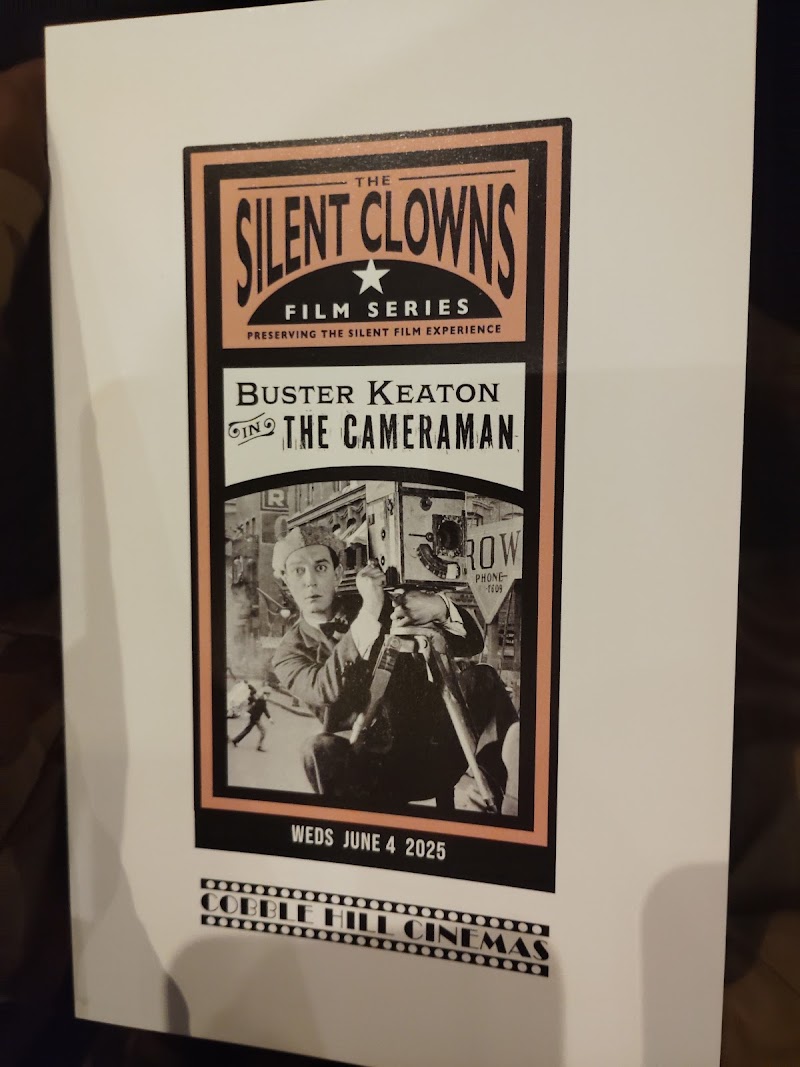 THE
SILENT CLOWNS
FILM SERIES
PRESERVING THE SILENT FILM EXPERIENCE
BUSTER KEATON
IN THE CAMERAMAN
R
ROW
PHONE
1609
WEDS JUNE 4 2025
COBBLE HILL CINEMAS